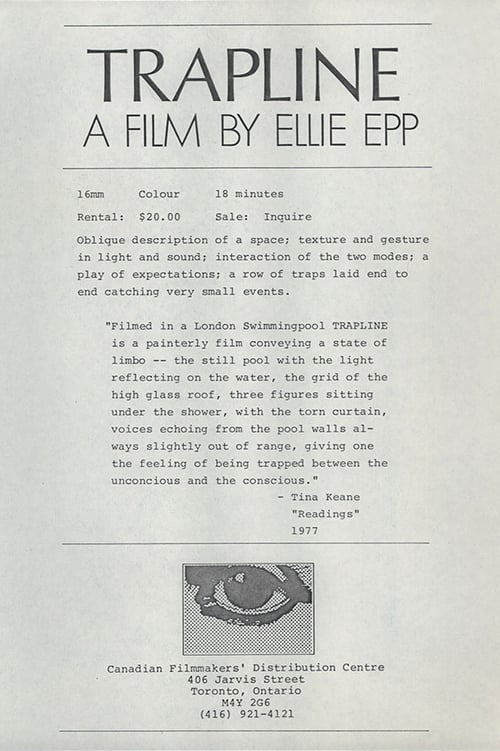 TRAPLINE
A FILM BY ELLIE EPP
16mm Colour 18 minutes
Rental: $20.00 Sale: Inquire
Oblique description of a space; texture and gesture
in light and sound; interaction of the two modes; a
play of expectations; a row of traps laid end to
end catching very small events.
"Filmed in a London Swimmingpool TRAPLINE
is a painterly film conveying a state of
limbo -- the still pool with the light
reflecting on the water, the grid of the
high glass roof, three figures sitting
under the shower, with the torn curtain,
voices echoing from the pool walls al-
ways slightly out of range, giving one
the feeling of being trapped between the
unconcious and the conscious."
- Tina Keane
"Readings"
1977
Canadian Filmmakers' Distribution Centre
406 Jarvis Street
Toronto, Ontario
M4Y 2G6
(416) 921-4121